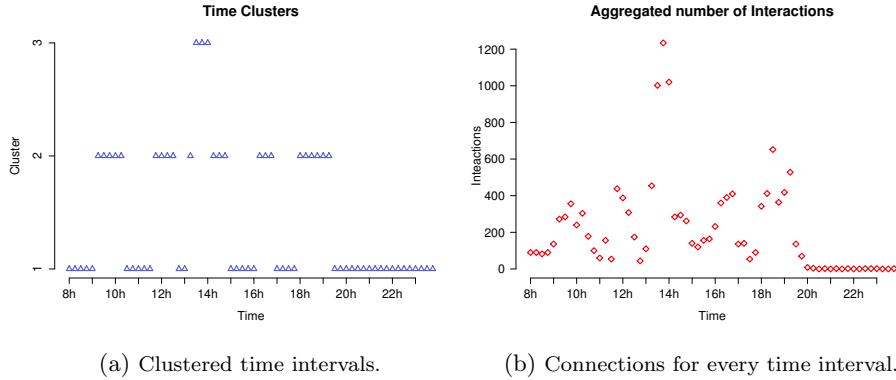 Time Clusters
3
2
1
Cluster
8h 10h 12h 14h 16h 18h 20h 22h
Time
(a) Clustered time intervals.
Aggregated number of Interactions
1200
1000
800
600
400
200
0
Inteactions
8h 10h 12h 14h 16h 18h 20h 22h
Time
(b) Connections for every time interval.